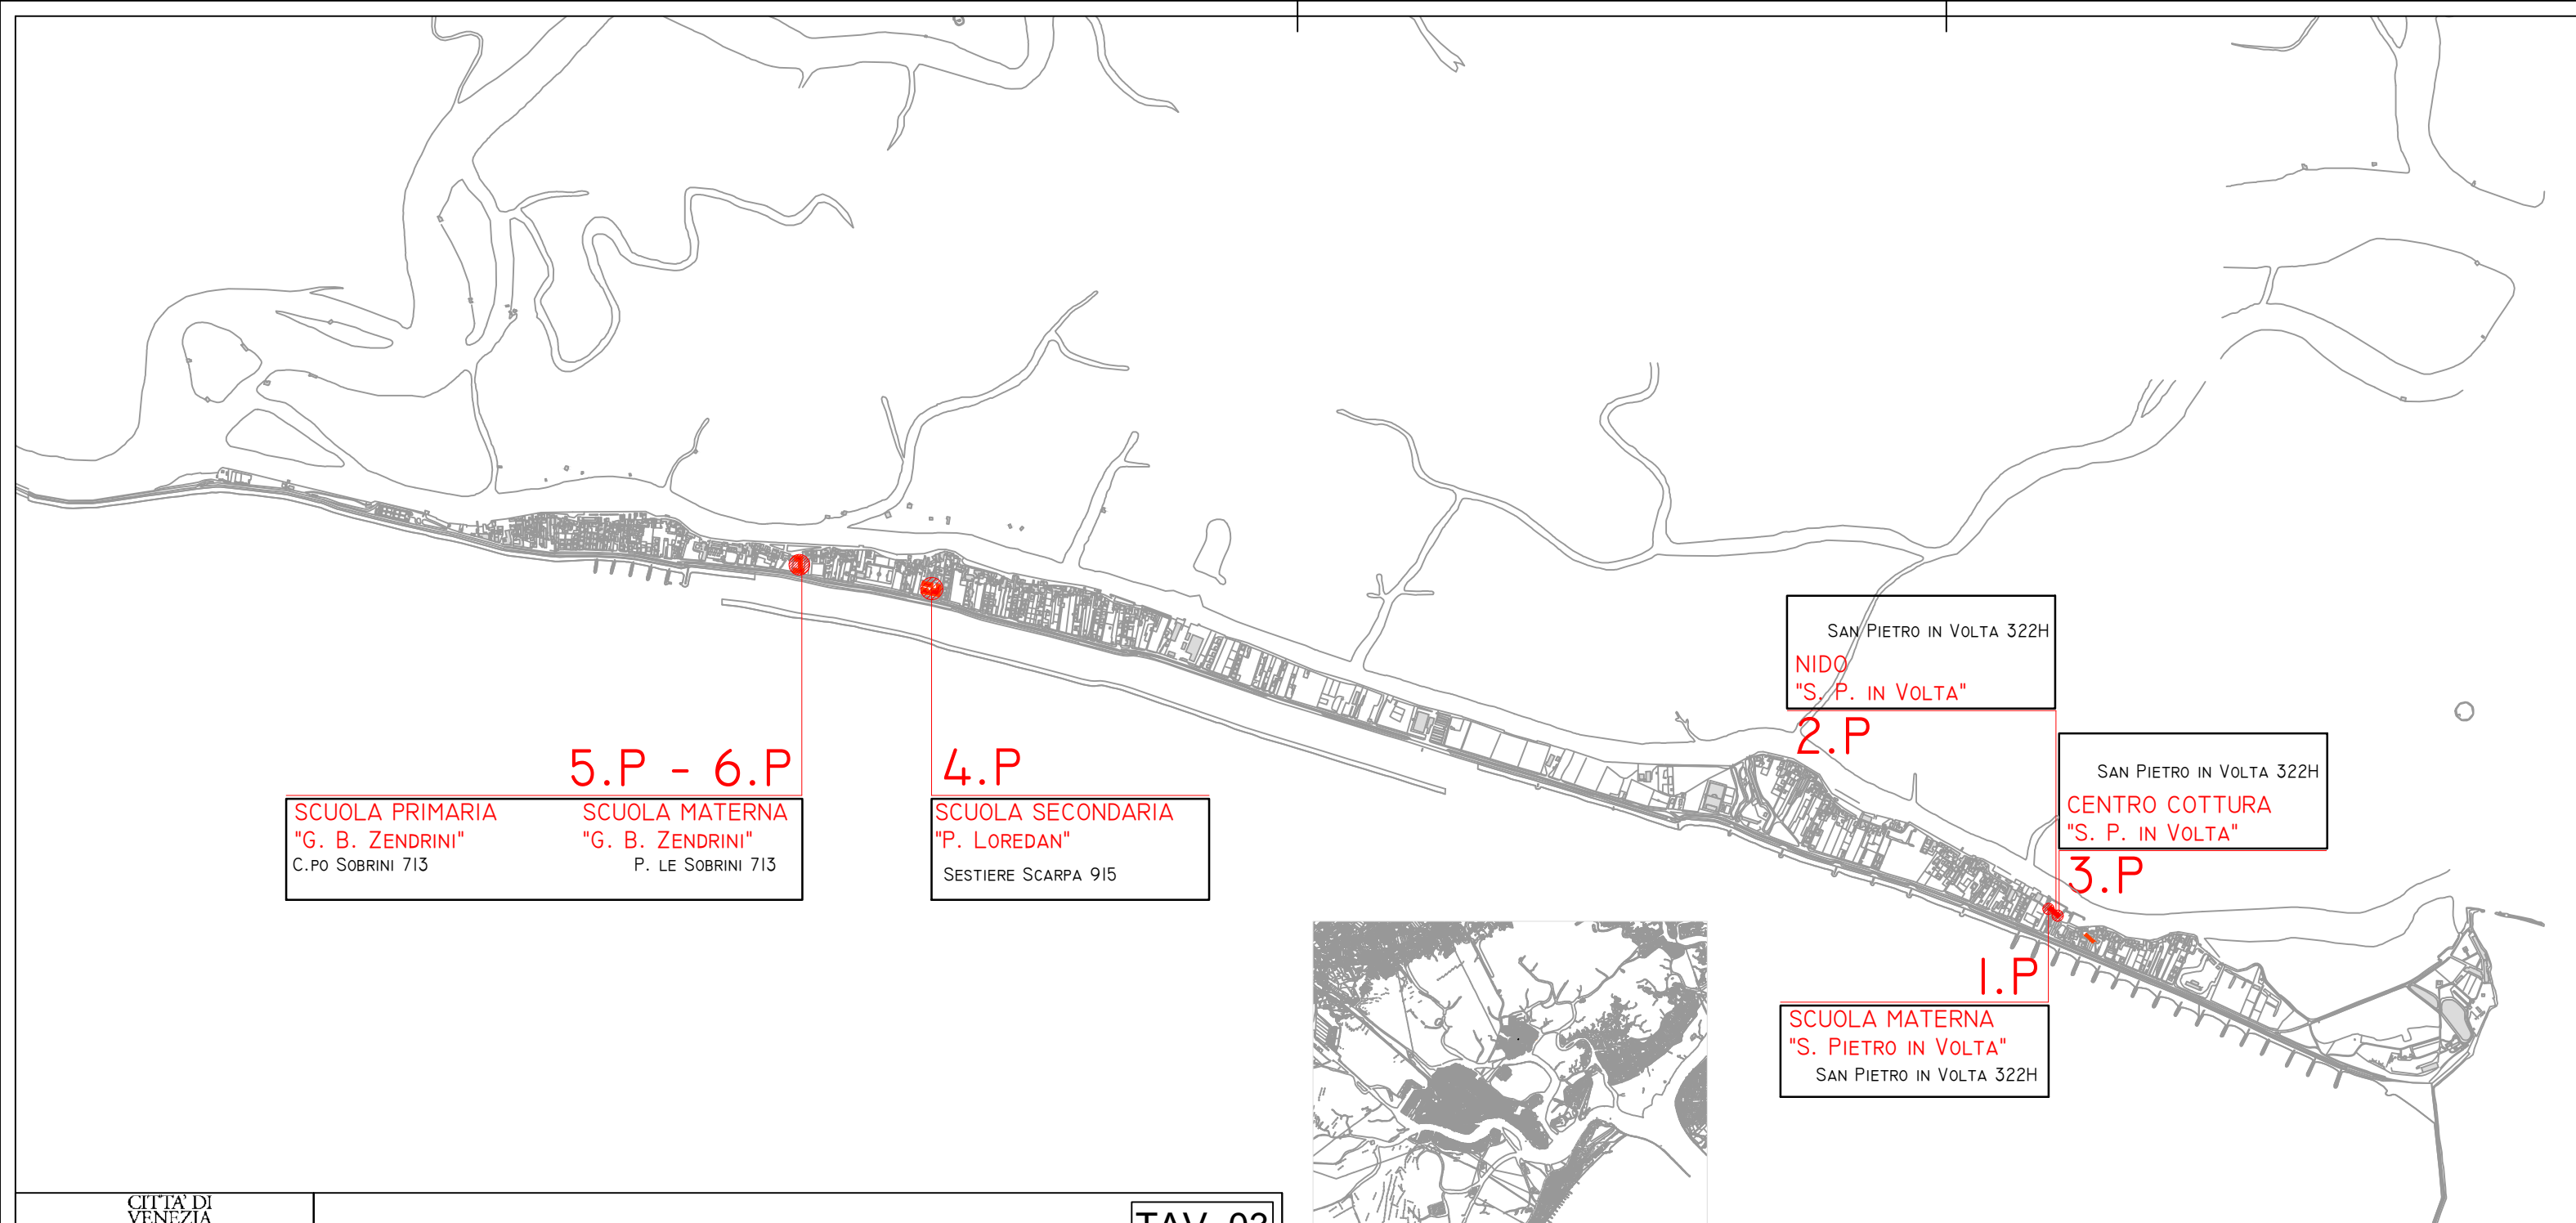 San Pietro in Volta 322H
NIDO
"S. P. in Volta"
2.P
San Pietro in Volta 322H
CENTRO COTTURA
"S. P. in Volta"
3.P
5.P - 6.P
SCUOLA PRIMARIA
"G. B. Zendrini"
C.po Sobrini 713
SCUOLA MATERNA
"G. B. Zendrini"
P. le Sobrini 713
4.P
SCUOLA SECONDARIA
"P. Loredan"
Sestiere Scarpa 915
1.P
SCUOLA MATERNA
"S. Pietro in Volta"
San Pietro in Volta 322H
CITTA' DI
VENEZIA